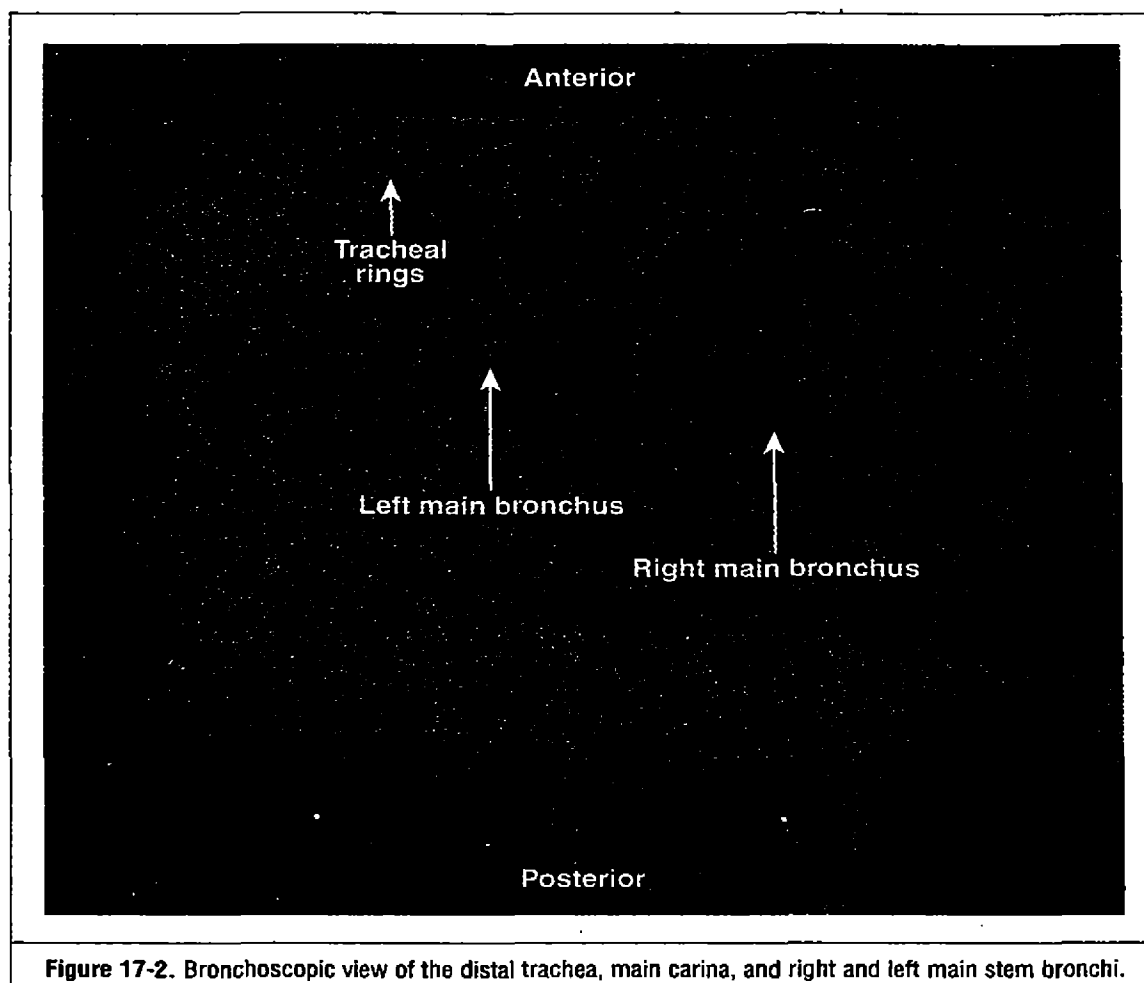 Anterior
Tracheal
rings
Left main bronchus
Right main bronchus
Posterior
Figure 17-2. Bronchoscopic view of the distal trachea, main carina, and right and left main stem bronchi.